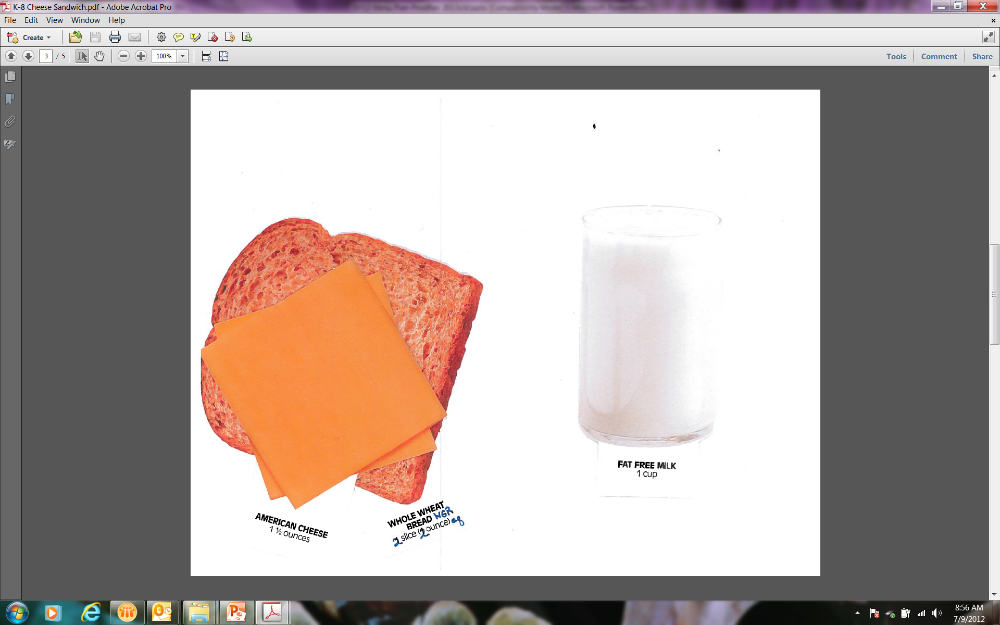 K-8 Cheese Sandwich.pdf - Adobe Acrobat Pro
File Edit View Window Help
Create
3 / 5 100% Tools Comment Share
AMERICAN CHEESE
1 ½ ounces
WHOLE WHEAT
BREAD WGR
2 slice (2 ounce) eq
FAT FREE MILK
1 cup
8:56 AM
7/9/2012